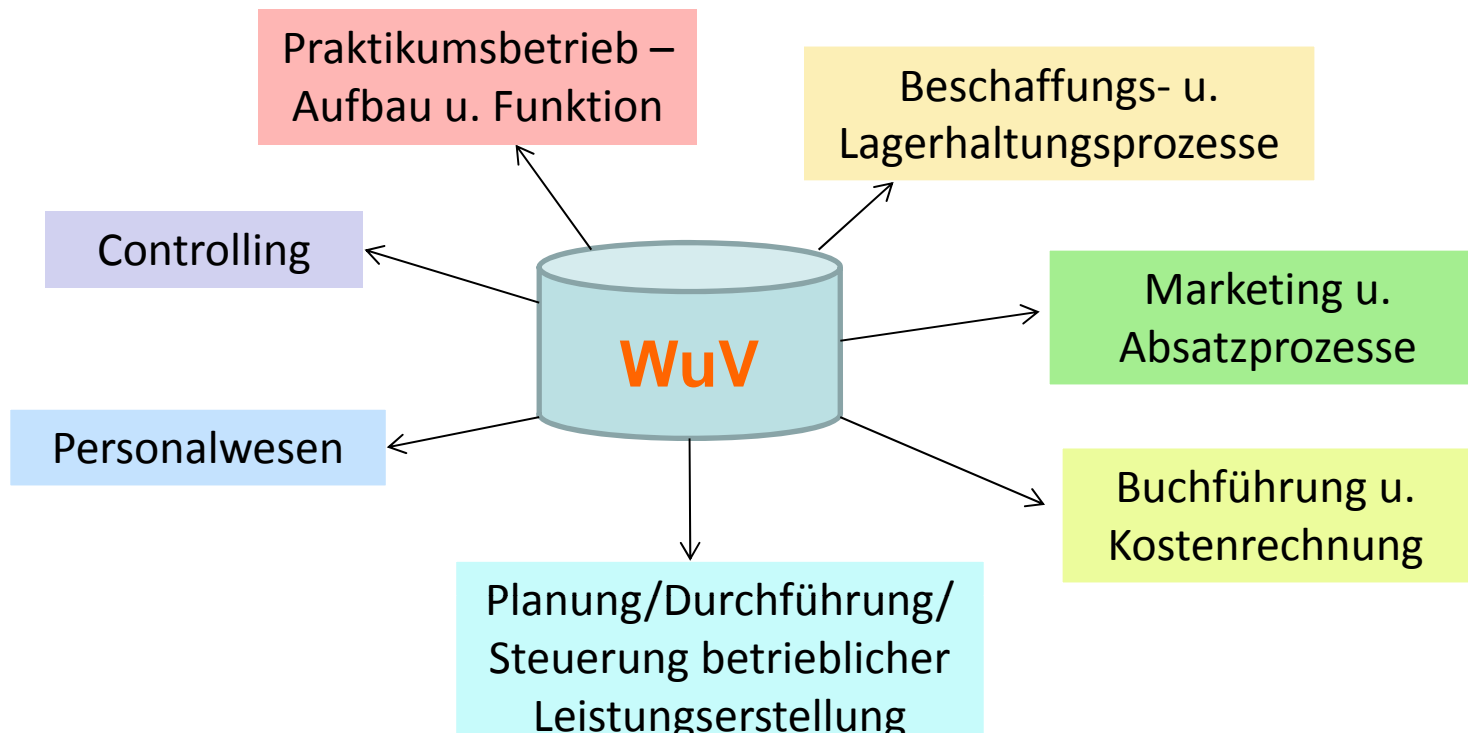 Praktikumsbetrieb –
Aufbau u. Funktion
Beschaffungs- u.
Lagerhaltungsprozesse
Controlling
Marketing u.
Absatzprozesse
WuV
Personalwesen
Buchführung u.
Kostenrechnung
Planung/Durchführung/
Steuerung betrieblicher
Leistungserstellung